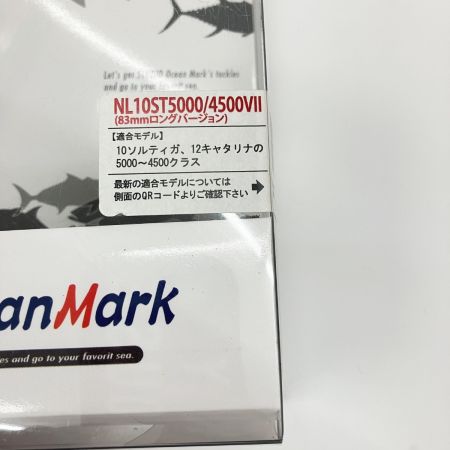 Let's get Ocean Mark's tackles
and go to your favorit sea.
NL10ST5000/4500VII
(83mmロングバージョン)
【適合モデル】
10ソルティガ、12キャタリナの
5000〜4500クラス
最新の適合モデルについては
側面のQRコードよりご確認下さい
anMark
es and go to your favorit sea.